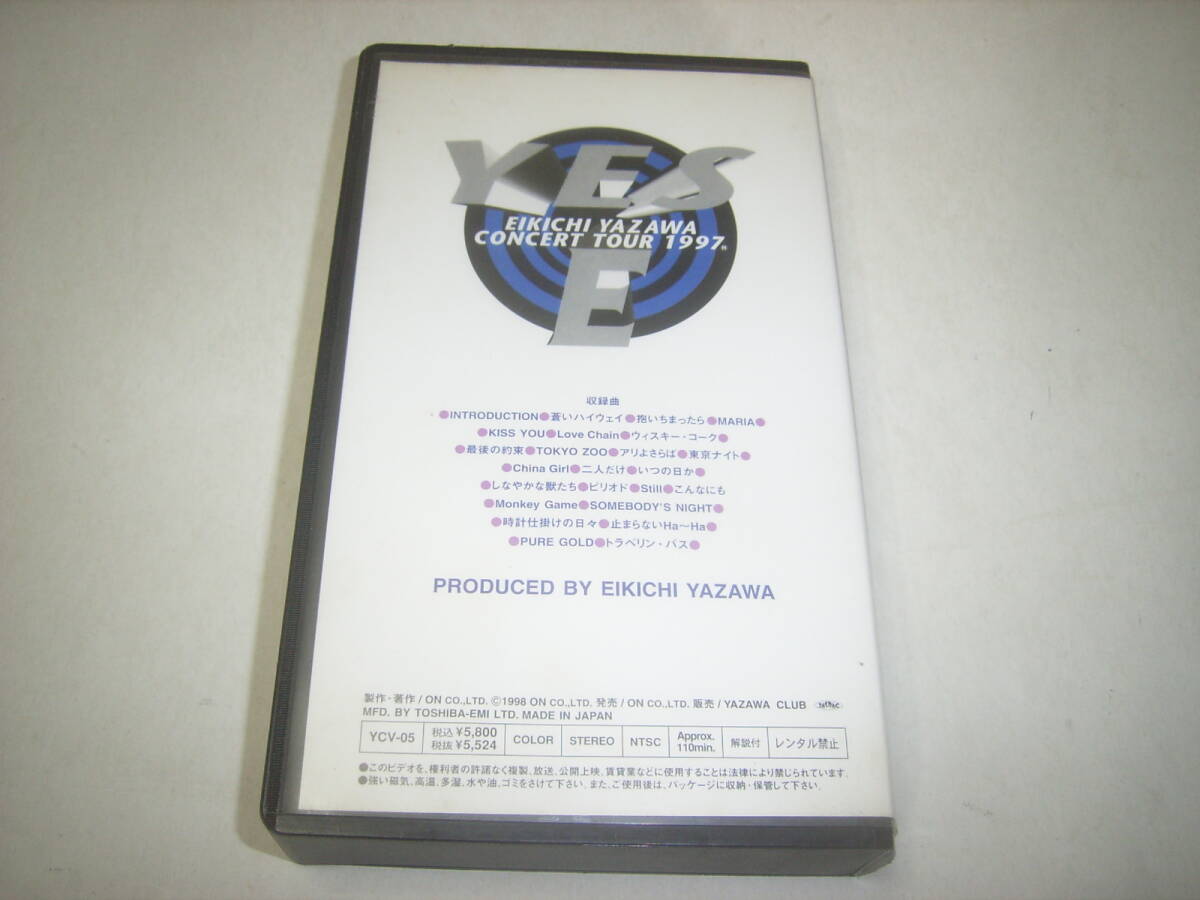 YES
EIKICHI YAZAWA
CONCERT TOUR 1997
E
収録曲
●INTRODUCTION●蒼いハイウェイ●抱いちまったら●MARIA●
●KISS YOU●Love Chain●ウィスキー・コーク●
●最後の約束●TOKYO ZOO●アリよさらば●東京ナイト●
●China Girl●二人だけ●いつの日か●
●しなやかな獣たち●ピリオド●Still●こんなにも
●Monkey Game●SOMEBODY'S NIGHT●
●時計仕掛けの日々●止まらないHa〜Ha●
●PURE GOLD●トラベリン・バス●
PRODUCED BY EIKICHI YAZAWA
製作・著作 / ON CO.,LTD. ©1998 ON CO.,LTD. 発売 / ON CO.,LTD. 販売 / YAZAWA CLUB
MFD. BY TOSHIBA-EMI LTD. MADE IN JAPAN
YCV-05 税込 ¥5,800 税抜 ¥5,524 COLOR STEREO NTSC Approx. 110min. 解説付 レンタル禁止
●このビデオを、権利者の許諾なく複製、放送、公開上映、賃貸業などに使用することは法律により禁じられています。
●強い磁気、高温、多湿、水や油、ゴミをさけて下さい。また、ご使用後は、パッケージに収納・保管して下さい。